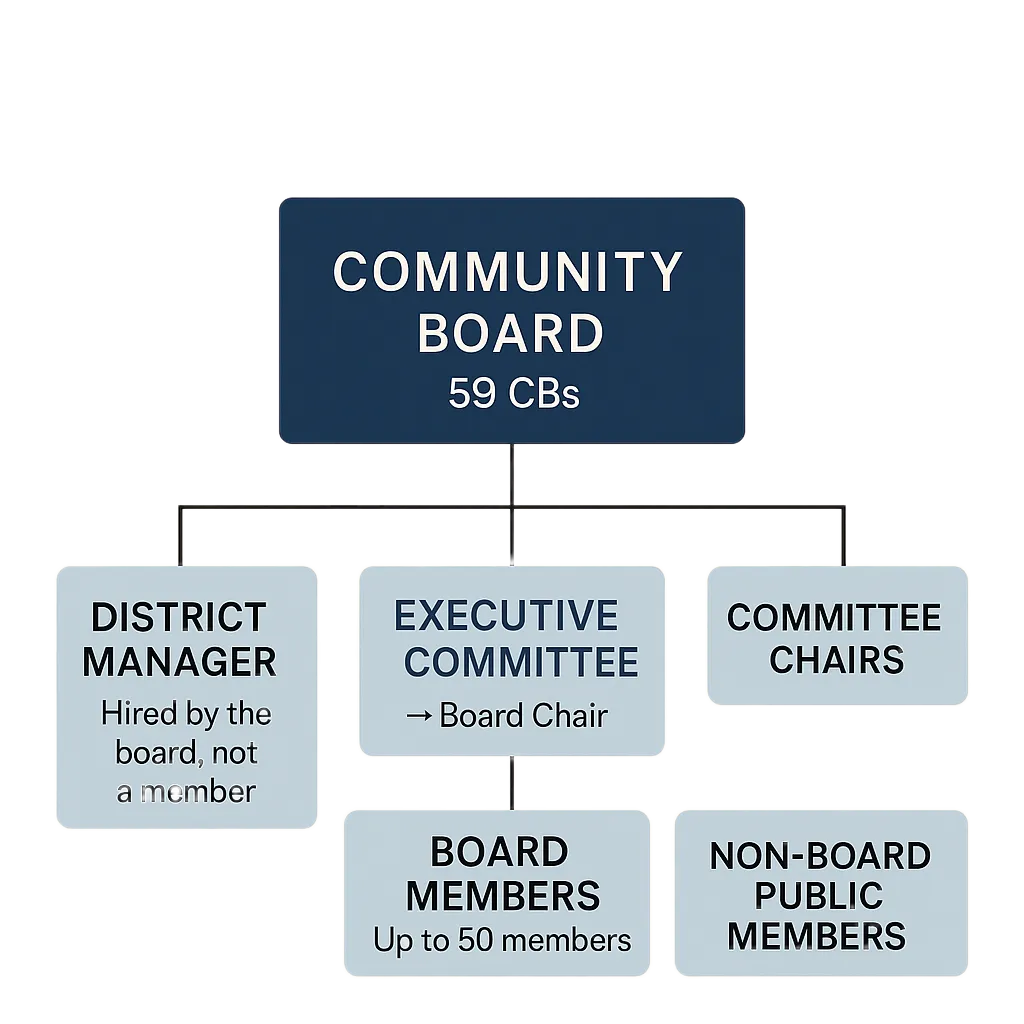 COMMUNITY
BOARD
59 CBs
DISTRICT
MANAGER
Hired by the
board, not
a member
EXECUTIVE
COMMITTEE
→ Board Chair
COMMITTEE
CHAIRS
BOARD
MEMBERS
Up to 50 members
NON-BOARD
PUBLIC
MEMBERS